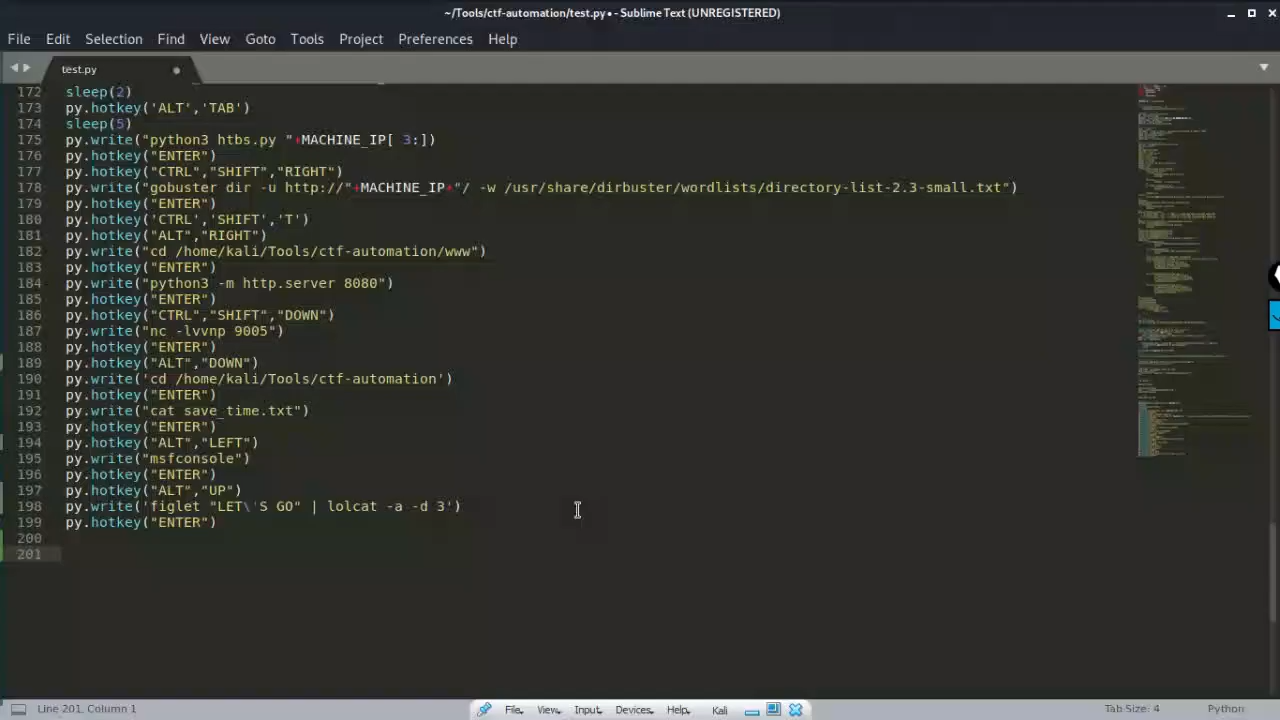 ~/Tools/ctf-automation/test.py • - Sublime Text (UNREGISTERED)
File Edit Selection Find View Goto Tools Project Preferences Help
test.py
172 sleep(2)
173 py.hotkey('ALT','TAB')
174 sleep(5)
175 py.write("python3 htbs.py "+MACHINE_IP[ 3:])
176 py.hotkey("ENTER")
177 py.hotkey("CTRL","SHIFT","RIGHT")
178 py.write("gobuster dir -u http://"+MACHINE_IP+"/ -w /usr/share/dirbuster/wordlists/directory-list-2.3-small.txt")
179 py.hotkey("ENTER")
180 py.hotkey('CTRL','SHIFT','T')
181 py.hotkey("ALT","RIGHT")
182 py.write("cd /home/kali/Tools/ctf-automation/www")
183 py.hotkey("ENTER")
184 py.write("python3 -m http.server 8080")
185 py.hotkey("ENTER")
186 py.hotkey("CTRL","SHIFT","DOWN")
187 py.write("nc -lvvnp 9005")
188 py.hotkey("ENTER")
189 py.hotkey("ALT","DOWN")
190 py.write('cd /home/kali/Tools/ctf-automation')
191 py.hotkey("ENTER")
192 py.write("cat save_time.txt")
193 py.hotkey("ENTER")
194 py.hotkey("ALT","LEFT")
195 py.write("msfconsole")
196 py.hotkey("ENTER")
197 py.hotkey("ALT","UP")
198 py.write('figlet "LET\'S GO" | lolcat -a -d 3')
199 py.hotkey("ENTER")
200
201
Line 201, Column 1
File View Input Devices Help Kali
Tab Size: 4 Python